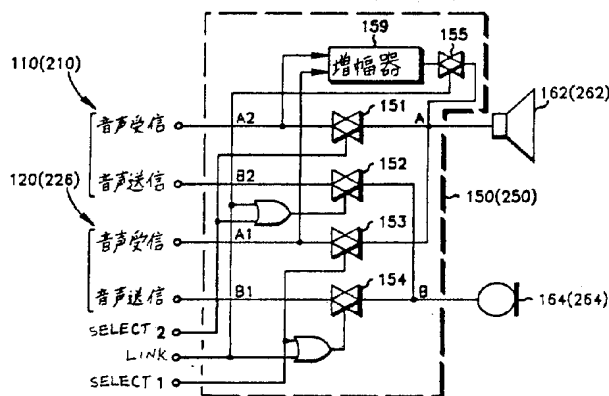 159
155
増幅器
110(210)
162(262)
151
音声受信
A2
A
152
音声送信
B2
150(250)
120(226)
153
音声受信
A1
154
音声送信
B1
B
164(264)
SELECT 2
LINK
SELECT 1